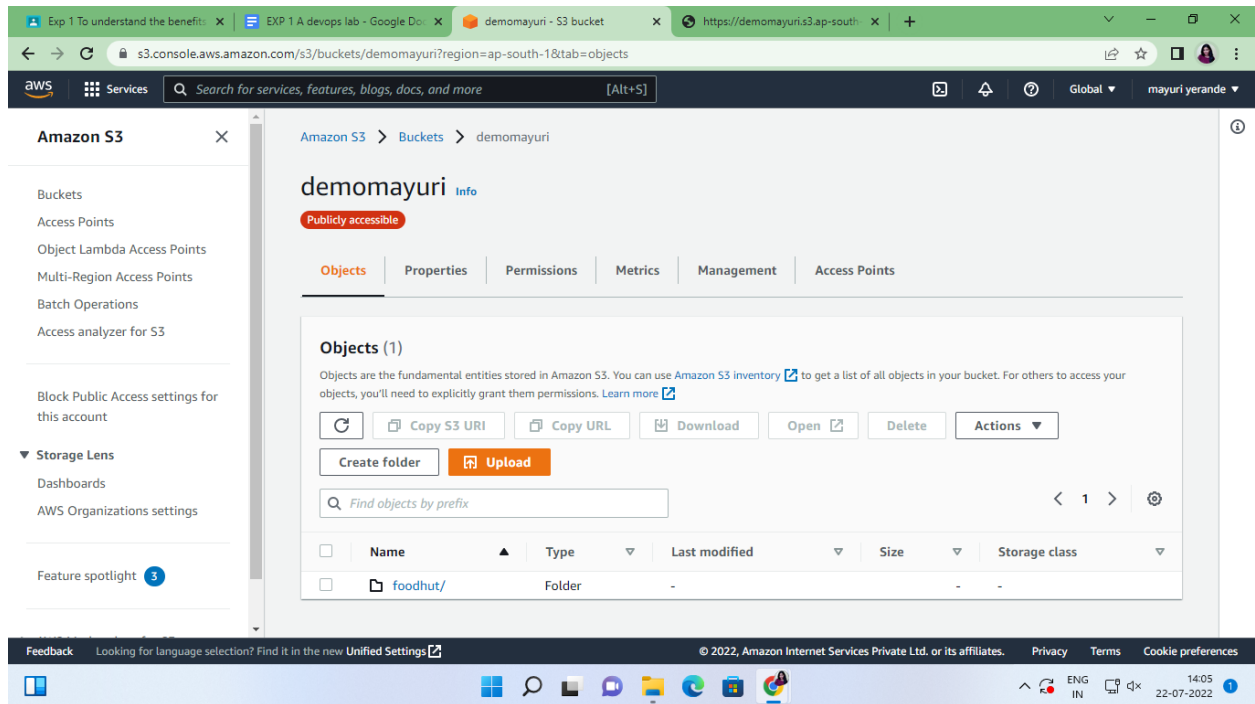 Exp 1 To understand the benefits
EXP 1 A devops lab - Google Doc
demomayuri - S3 bucket
https://demomayuri.s3.ap-south-
s3.console.aws.amazon.com/s3/buckets/demomayuri?region=ap-south-1&tab=objects
aws
Services
Search for services, features, blogs, docs, and more
[Alt+S]
Global
mayuri yerande
Amazon S3
Buckets
Access Points
Object Lambda Access Points
Multi-Region Access Points
Batch Operations
Access analyzer for S3
Block Public Access settings for
this account
Storage Lens
Dashboards
AWS Organizations settings
Feature spotlight 3
Amazon S3 > Buckets > demomayuri
demomayuri Info
Publicly accessible
Objects Properties Permissions Metrics Management Access Points
Objects (1)
Objects are the fundamental entities stored in Amazon S3. You can use Amazon S3 inventory to get a list of all objects in your bucket. For others to access your
objects, you'll need to explicitly grant them permissions. Learn more
Copy S3 URI Copy URL Download Open Delete Actions
Create folder Upload
Find objects by prefix
1
Name Type Last modified Size Storage class
foodhut/ Folder - - -
Feedback Looking for language selection? Find it in the new Unified Settings © 2022, Amazon Internet Services Private Ltd. or its affiliates. Privacy Terms Cookie preferences
ENG
IN
14:05
22-07-2022
1